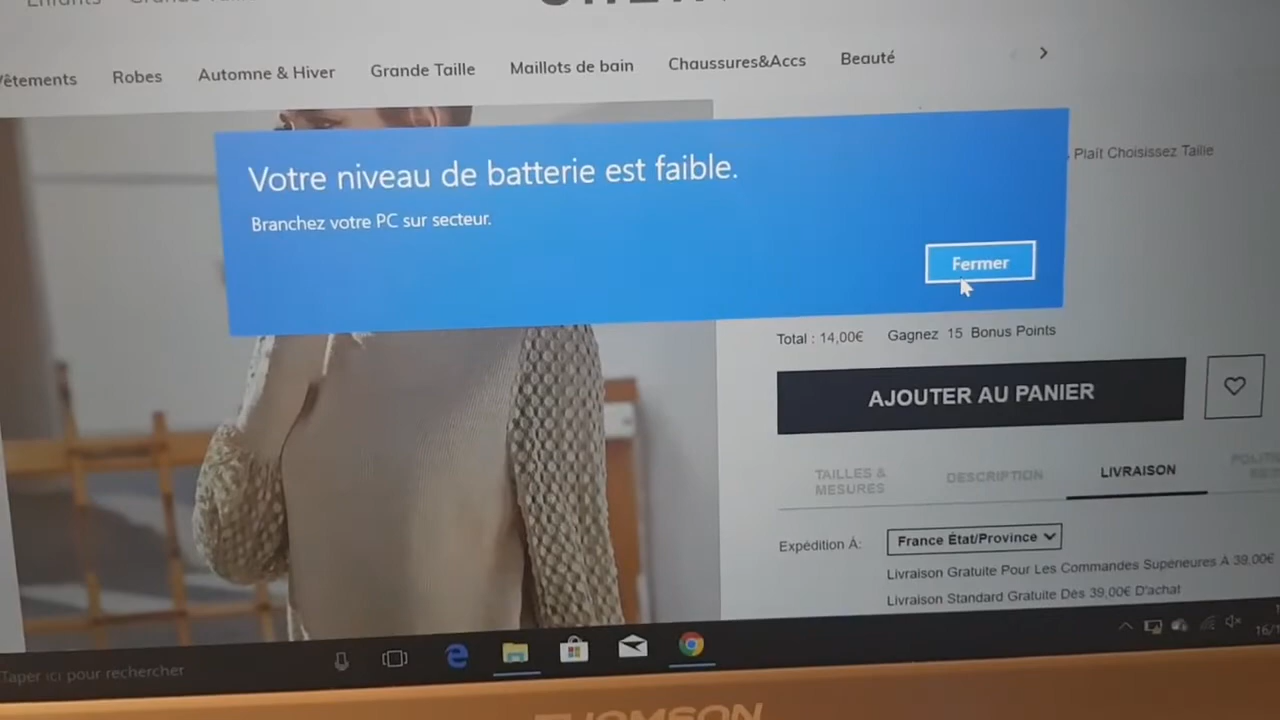 Vêtements Robes Automne & Hiver Grande Taille Maillots de bain Chaussures&Accs Beauté
Plaît Choisissez Taille
Votre niveau de batterie est faible.
Branchez votre PC sur secteur.
Fermer
Total : 14,00€ Gagnez 15 Bonus Points
AJOUTER AU PANIER
TAILLES &
MESURES
DESCRIPTION
LIVRAISON
Expédition À:
France État/Province
Livraison Gratuite Pour Les Commandes Supérieures À 39,00€
Livraison Standard Gratuite Dès 39,00€ D'achat
Taper ici pour rechercher
16/1
THOMSON